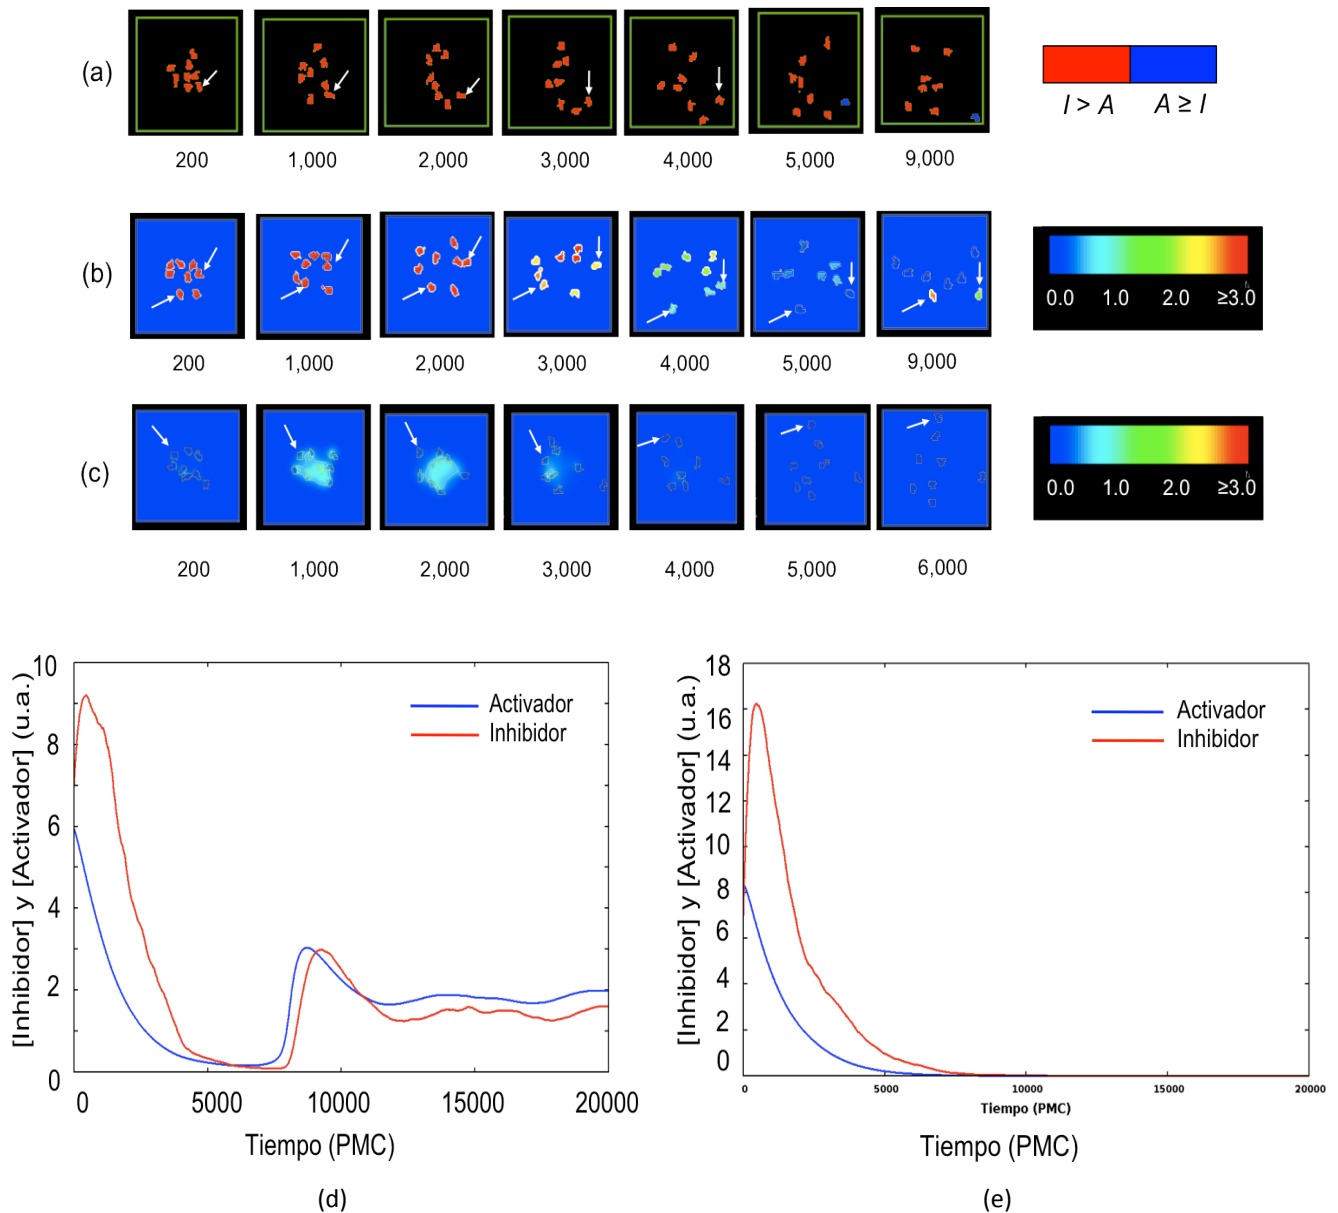 (a)
200 1,000 2,000 3,000 4,000 5,000 9,000
I > A A ≥ I
(b)
200 1,000 2,000 3,000 4,000 5,000 9,000
0.0 1.0 2.0 ≥3.0
(c)
200 1,000 2,000 3,000 4,000 5,000 6,000
0.0 1.0 2.0 ≥3.0
[Inhibidor] y [Activador] (u.a.)
10
8
6
4
2
0
0 5000 10000 15000 20000
Activador
Inhibidor
Tiempo (PMC)
(d)
[Inhibidor] y [Activador] (u.a.)
18
16
14
12
10
8
6
4
2
0
0 5000 10000 15000 20000
Activador
Inhibidor
Tiempo (PMC)
Tiempo (PMC)
(e)